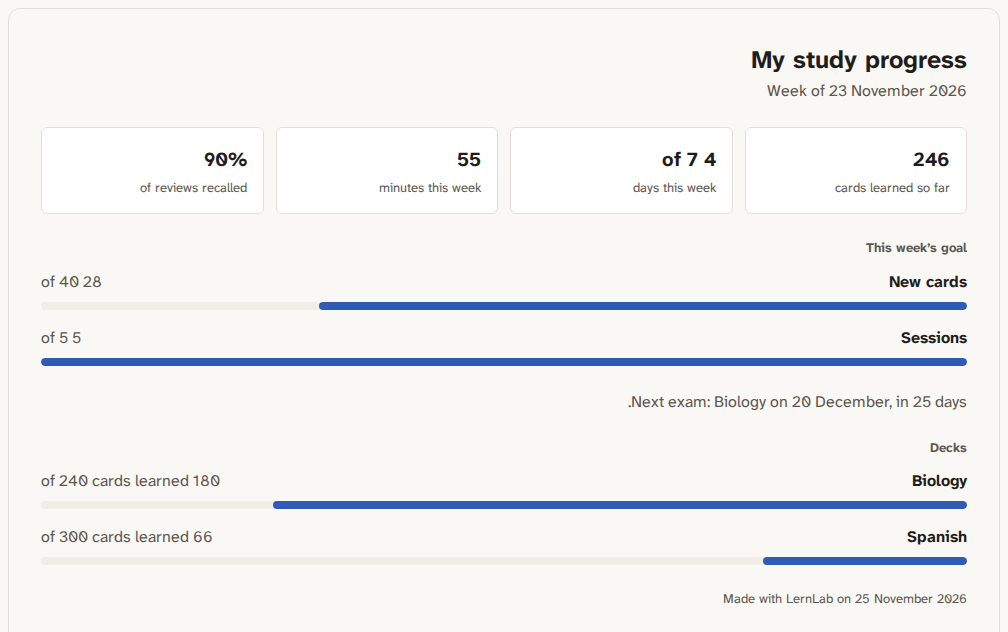 My study progress
Week of 23 November 2026
246
cards learned so far
of 7 4
days this week
55
minutes this week
90%
of reviews recalled
This week's goal
New cards
of 40 28
Sessions
of 5 5
.Next exam: Biology on 20 December, in 25 days
Decks
Biology
of 240 cards learned 180
Spanish
of 300 cards learned 66
Made with LernLab on 25 November 2026